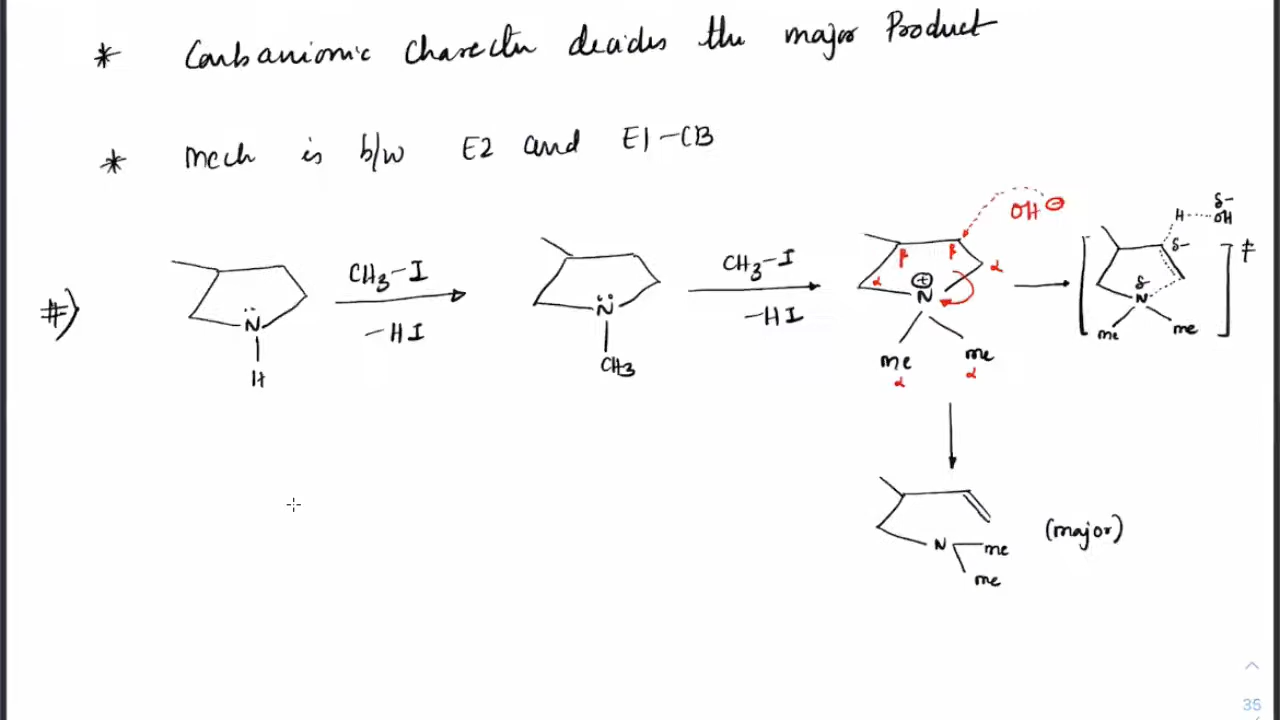 * Carbanionic Charectr decides the major Product
* Mech is b/w E2 and E1-CB
#)
N
H
CH3-I
-HI
N
CH3
CH3-I
-HI
OH ⊖
β β
α α
⊕
N
me me
α α
H
δ-
OH
δ-
δ
N
me me
‡
N
me
me
(major)
35